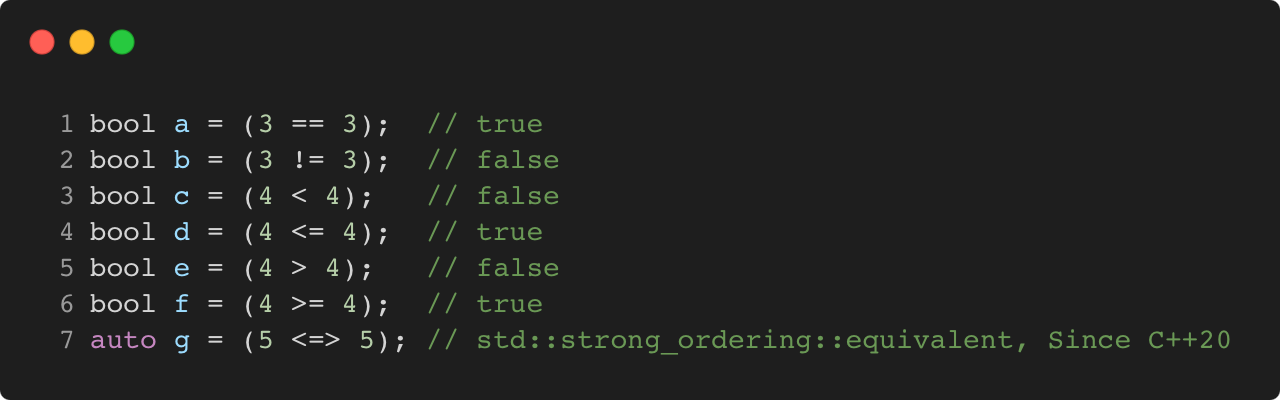 1 bool a = (3 == 3);  // true
2 bool b = (3 != 3);  // false
3 bool c = (4 < 4);   // false
4 bool d = (4 <= 4);  // true
5 bool e = (4 > 4);   // false
6 bool f = (4 >= 4);  // true
7 auto g = (5 <=> 5); // std::strong_ordering::equivalent, Since C++20